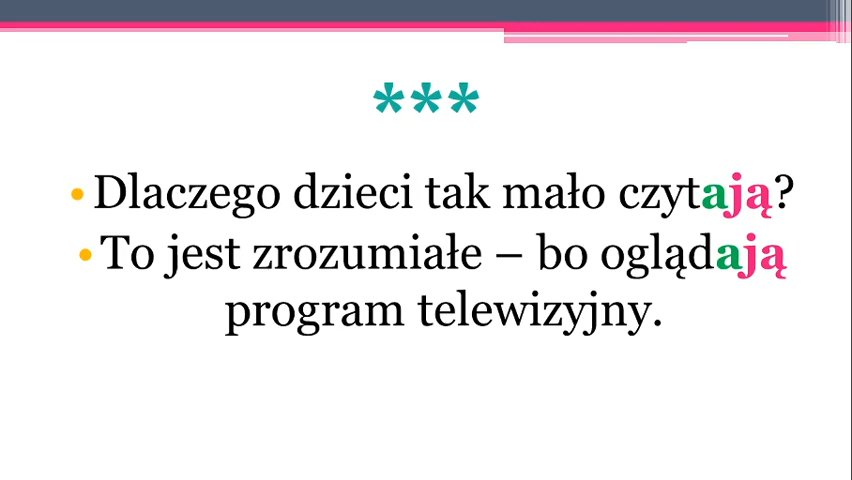 ***
•Dlaczego dzieci tak mało czytają?
•To jest zrozumiałe – bo oglądają
program telewizyjny.